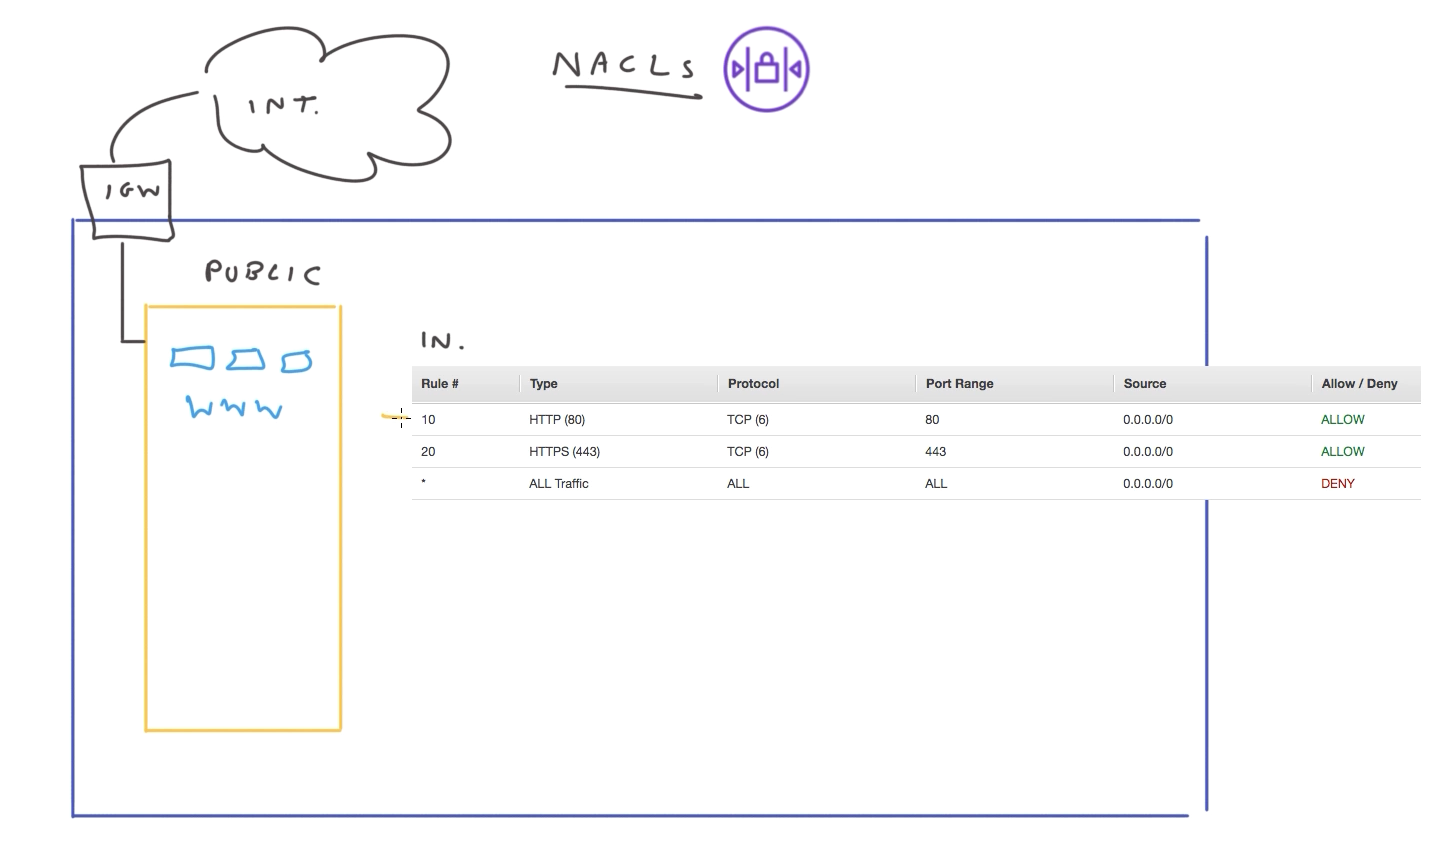 NACLS
INT.
IGW
PUBLIC
WWW
IN.
Rule # Type Protocol Port Range Source Allow / Deny
10 HTTP (80) TCP (6) 80 0.0.0.0/0 ALLOW
20 HTTPS (443) TCP (6) 443 0.0.0.0/0 ALLOW
* ALL Traffic ALL ALL 0.0.0.0/0 DENY